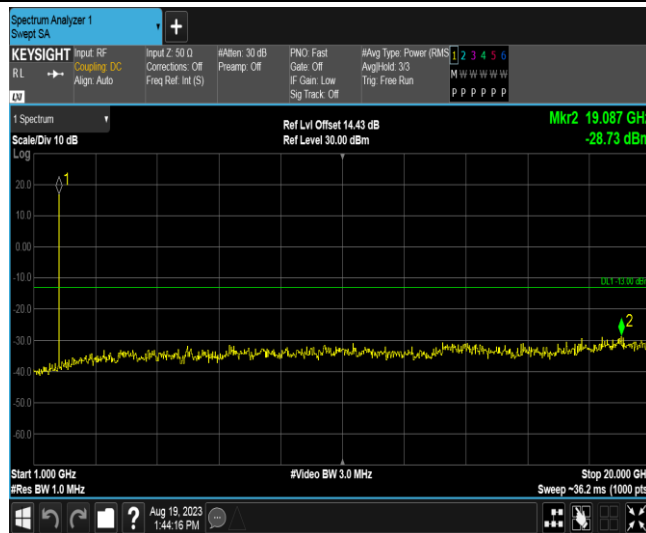 Spectrum Analyzer 1
Swept SA
+
KEYSIGHT Input: RF Input Z: 50 Ω #Atten: 30 dB PNO: Fast #Avg Type: Power (RMS 1 2 3 4 5 6
RL Coupling: DC Corrections: Off Preamp: Off Gate: Off Avg|Hold: 3/3 M W W W W W
Align: Auto Freq Ref: Int (S) IF Gain: Low Trig: Free Run
Sig Track: Off P P P P P P
LXI
1 Spectrum Ref Lvl Offset 14.43 dB Mkr2 19.087 GHz
Scale/Div 10 dB Ref Level 30.00 dBm -28.73 dBm
Log
1
20.0
10.0
0.00
-10.0
DL1 -13.00 dBm
-20.0
2
-30.0
-40.0
-50.0
-60.0
Start 1.000 GHz #Video BW 3.0 MHz Stop 20.000 GHz
#Res BW 1.0 MHz Sweep ~36.2 ms (1000 pts
? Aug 19, 2023
1:44:16 PM